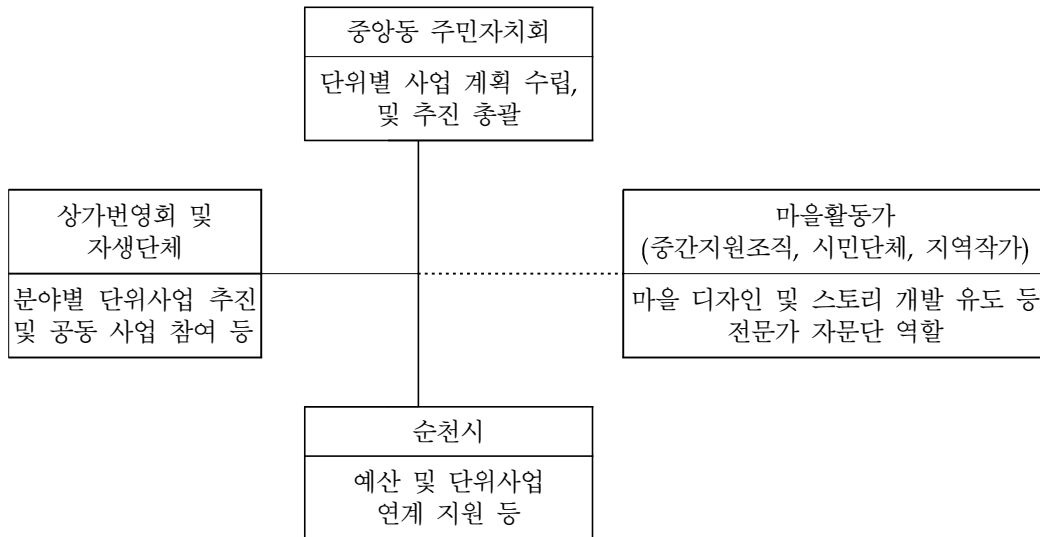 중앙동 주민자치회
단위별 사업 계획 수립,
및 추진 총괄
상가번영회 및
자생단체
분야별 단위사업 추진
및 공동 사업 참여 등
마을활동가
(중간지원조직, 시민단체, 지역작가)
마을 디자인 및 스토리 개발 유도 등
전문가 자문단 역할
순천시
예산 및 단위사업
연계 지원 등